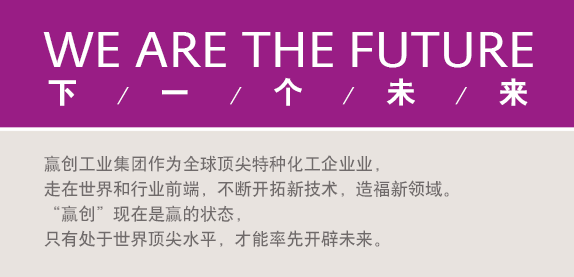 WE ARE THE FUTURE
下 / 一 / 个 / 未 / 来
赢创工业集团作为全球顶尖特种化工企业业,
走在世界和行业前端，不断开拓新技术，造福新领域。
“赢创”现在是赢的状态，
只有处于世界顶尖水平，才能率先开辟未来。